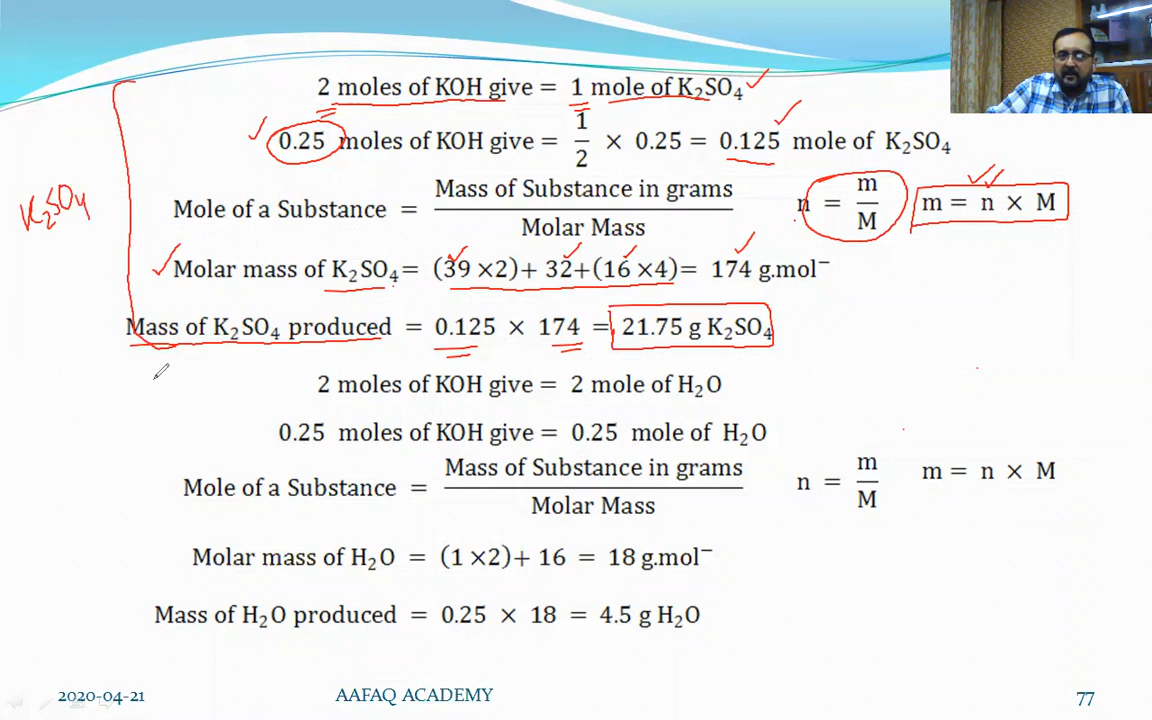 2 moles of KOH give = 1 mole of K₂SO₄
0.25 moles of KOH give = 1/2 × 0.25 = 0.125 mole of K₂SO₄
K₂SO₄
Mole of a Substance = Mass of Substance in grams / Molar Mass n = m/M m = n × M
Molar mass of K₂SO₄ = (39 ×2)+ 32+(16 ×4)= 174 g.mol⁻
Mass of K₂SO₄ produced = 0.125 × 174 = 21.75 g K₂SO₄
2 moles of KOH give = 2 mole of H₂O
0.25 moles of KOH give = 0.25 mole of H₂O
Mole of a Substance = Mass of Substance in grams / Molar Mass n = m/M m = n × M
Molar mass of H₂O = (1 ×2)+ 16 = 18 g.mol⁻
Mass of H₂O produced = 0.25 × 18 = 4.5 g H₂O
2020-04-21 AAFAQ ACADEMY 77